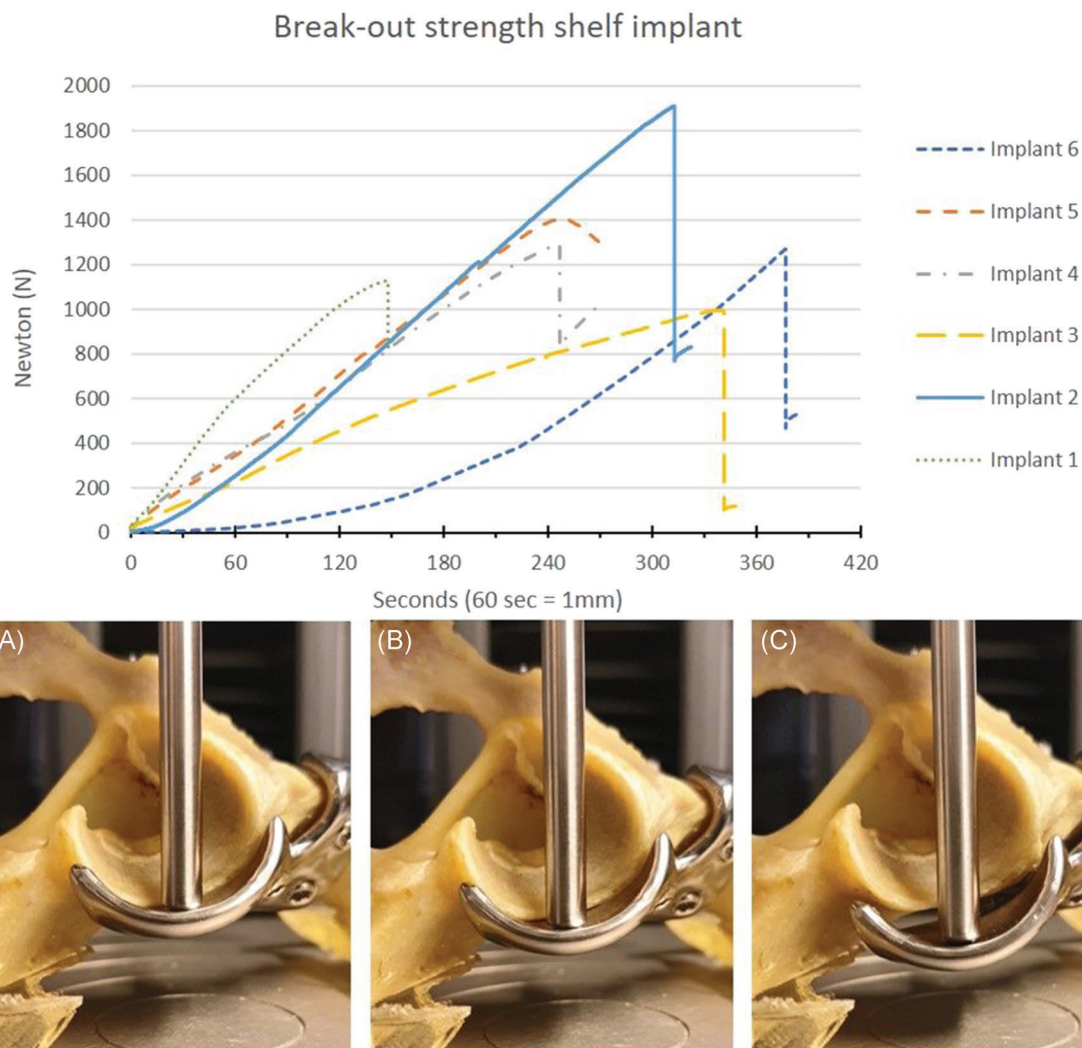 Break-out strength shelf implant
2000
1800
1600
1400
1200
1000
800
600
400
200
0
Newton (N)
0 60 120 180 240 300 360 420
Seconds (60 sec = 1mm)
Implant 6
Implant 5
Implant 4
Implant 3
Implant 2
Implant 1
A) (B) (C)